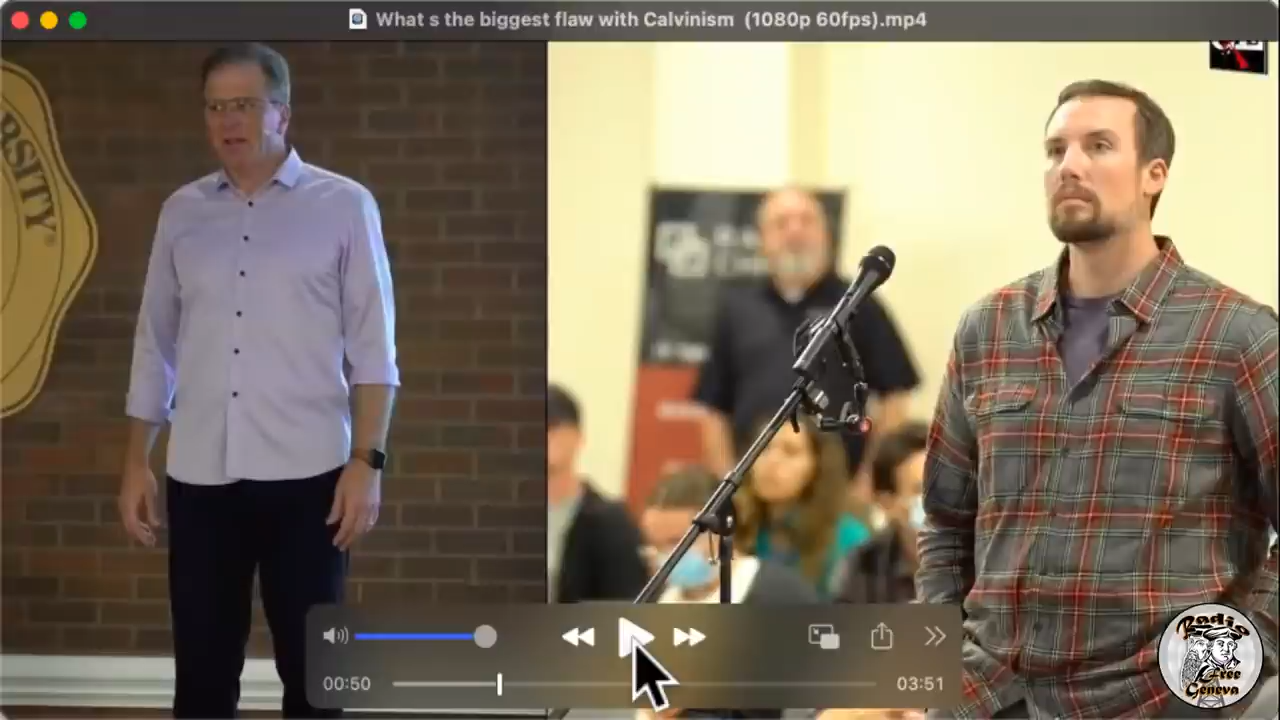 What s the biggest flaw with Calvinism (1080p 60fps).mp4
RSITY
00:50
03:51
Radio
Free
Geneva